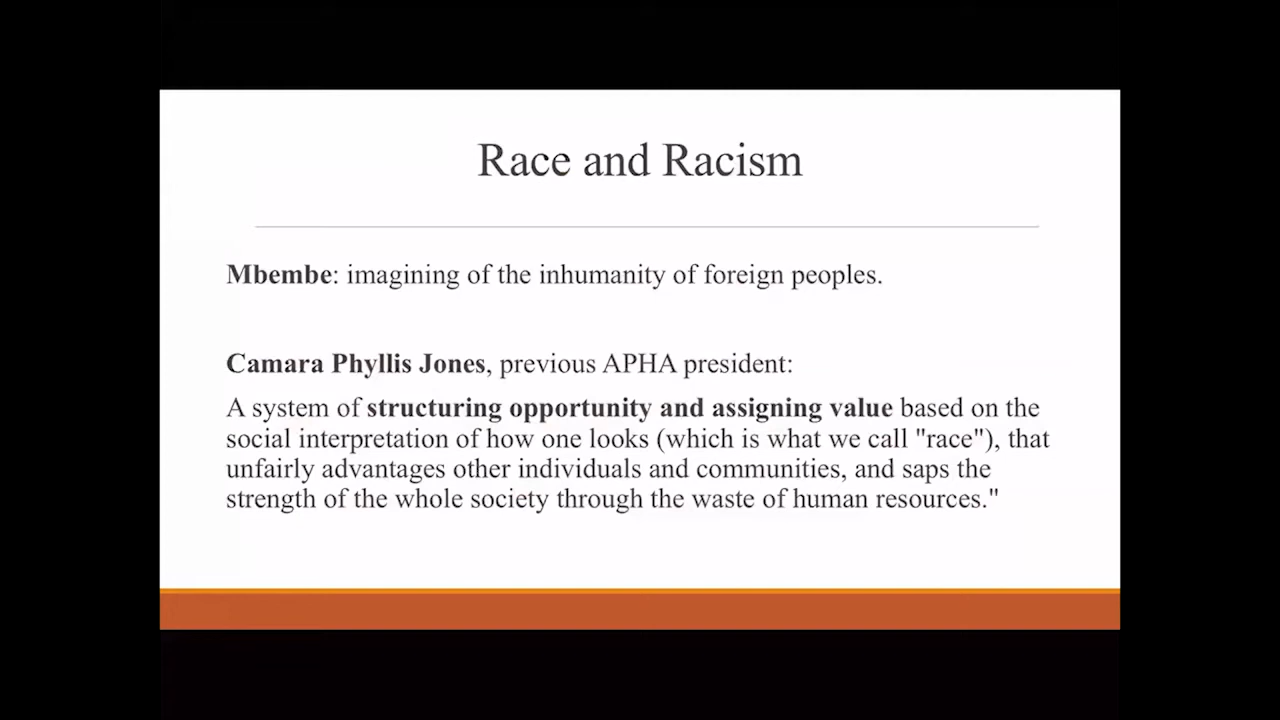 Race and Racism
Mbembe: imagining of the inhumanity of foreign peoples.
Camara Phyllis Jones, previous APHA president:
A system of structuring opportunity and assigning value based on the
social interpretation of how one looks (which is what we call "race"), that
unfairly advantages other individuals and communities, and saps the
strength of the whole society through the waste of human resources."